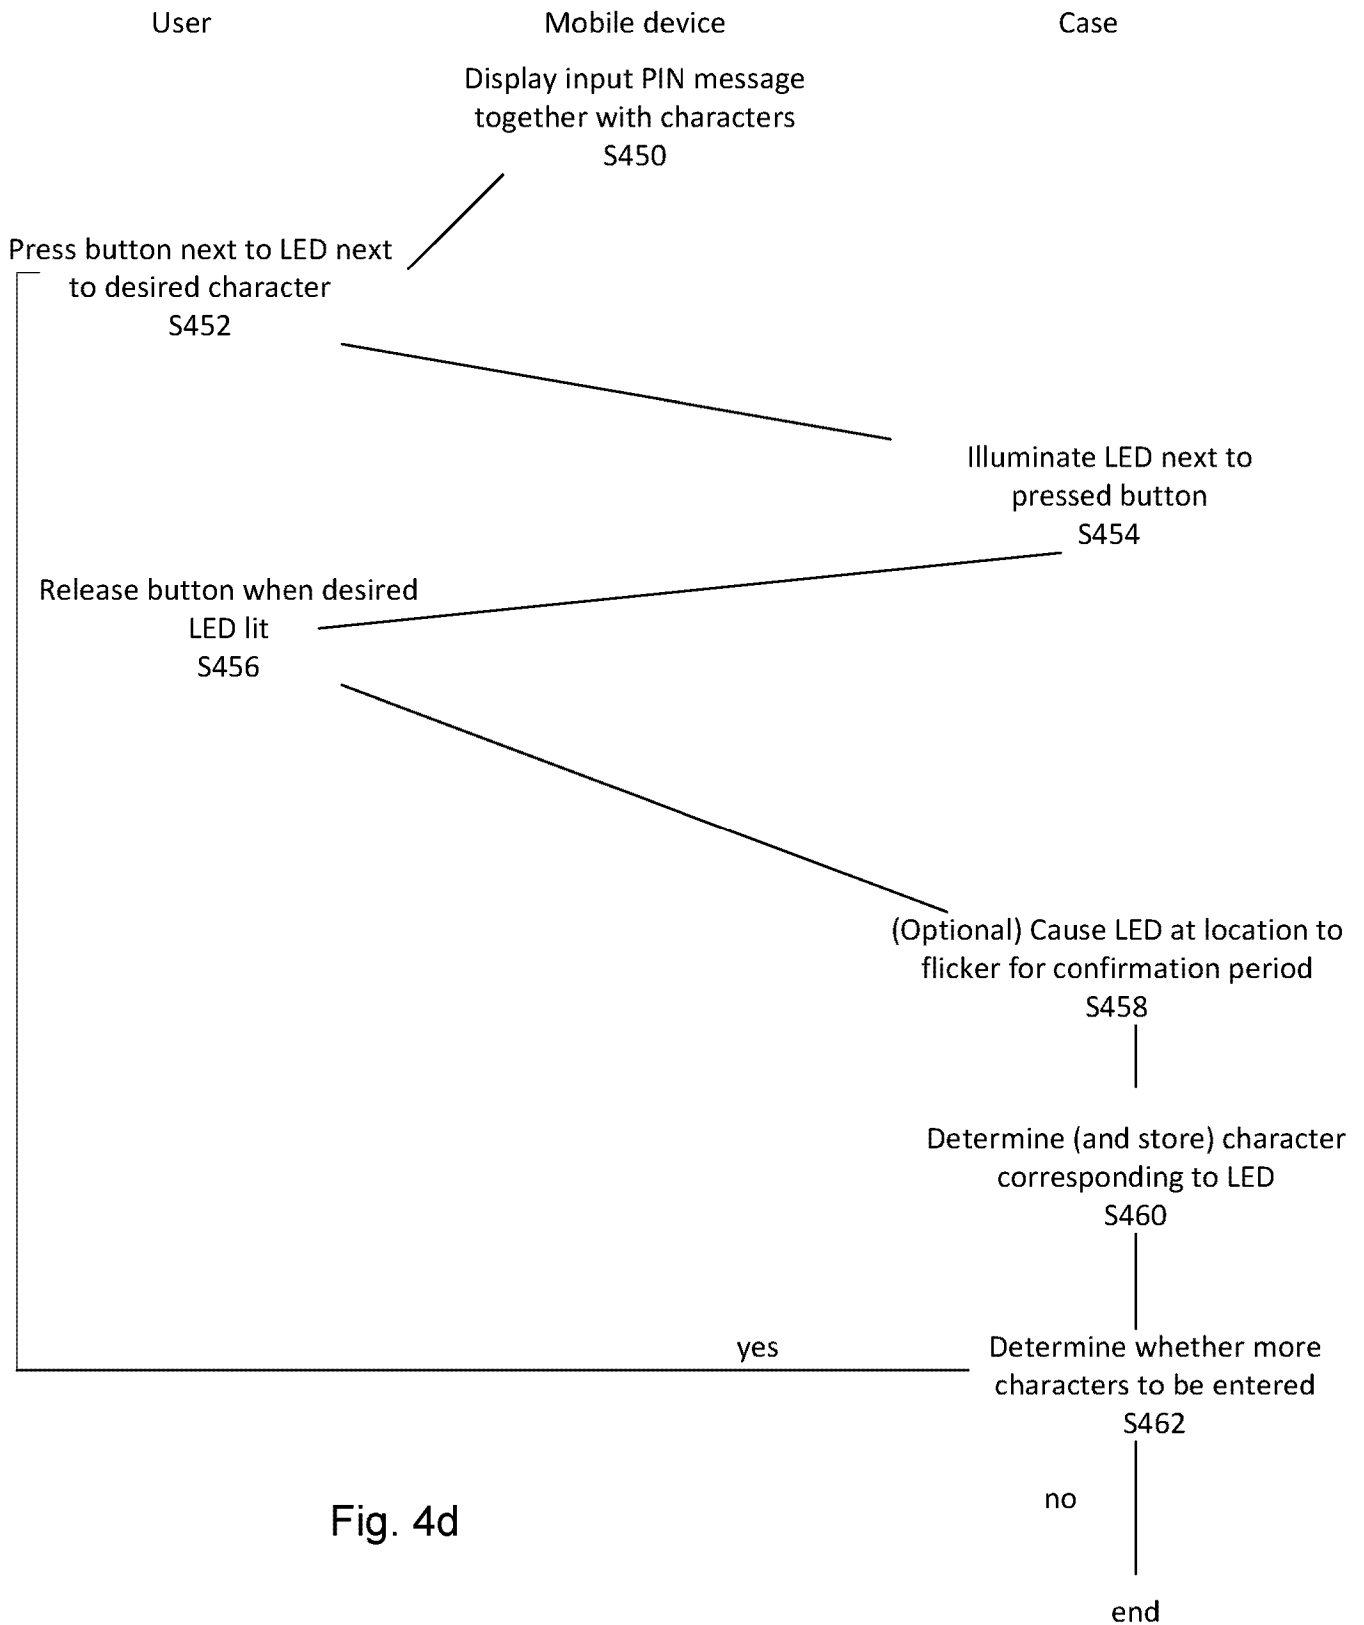 User
Mobile device
Case
Display input PIN message
together with characters
S450
Press button next to LED next
to desired character
S452
Illuminate LED next to
pressed button
S454
Release button when desired
LED lit
S456
(Optional) Cause LED at location to
flicker for confirmation period
S458
Determine (and store) character
corresponding to LED
S460
yes
Determine whether more
characters to be entered
S462
no
Fig. 4d
end